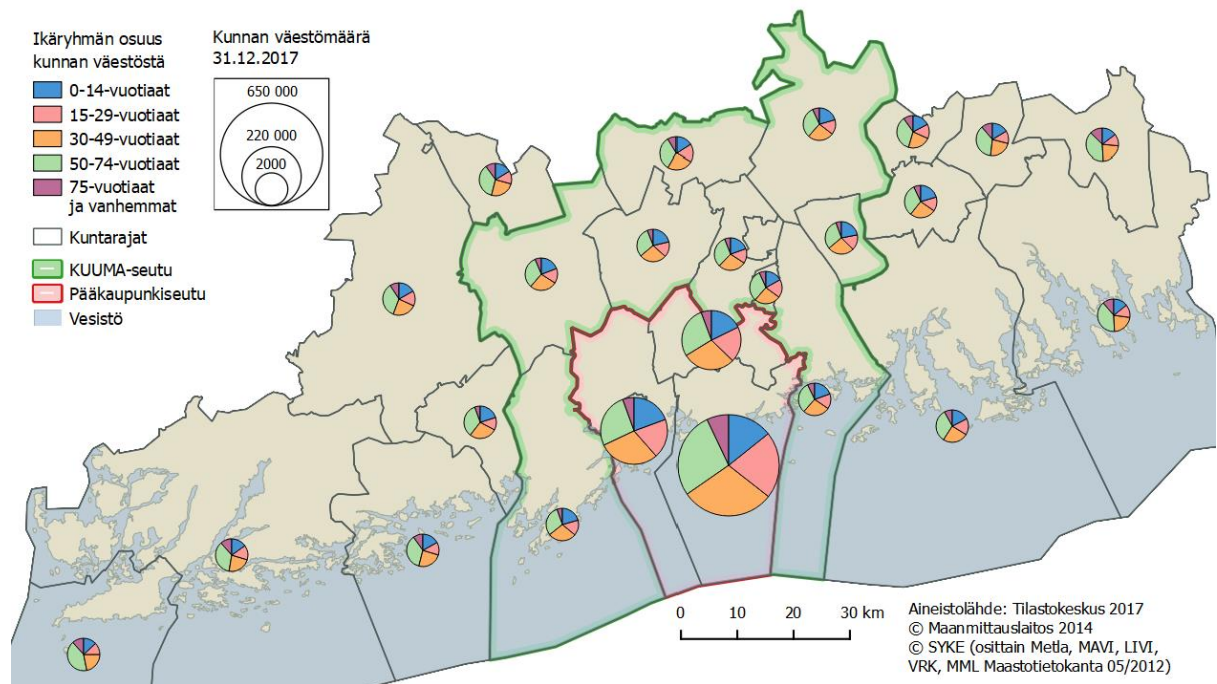 Ikäryhmän osuus
kunnan väestöstä
0-14-vuotiaat
15-29-vuotiaat
30-49-vuotiaat
50-74-vuotiaat
75-vuotiaat
ja vanhemmat
Kuntarajat
KUUMA-seutu
Pääkaupunkiseutu
Vesistö
Kunnan väestömäärä
31.12.2017
650 000
220 000
2000
0 10 20 30 km
Aineistolähde: Tilastokeskus 2017
© Maanmittauslaitos 2014
© SYKE (osittain Metla, MAVI, LIVI,
VRK, MML Maastotietokanta 05/2012)